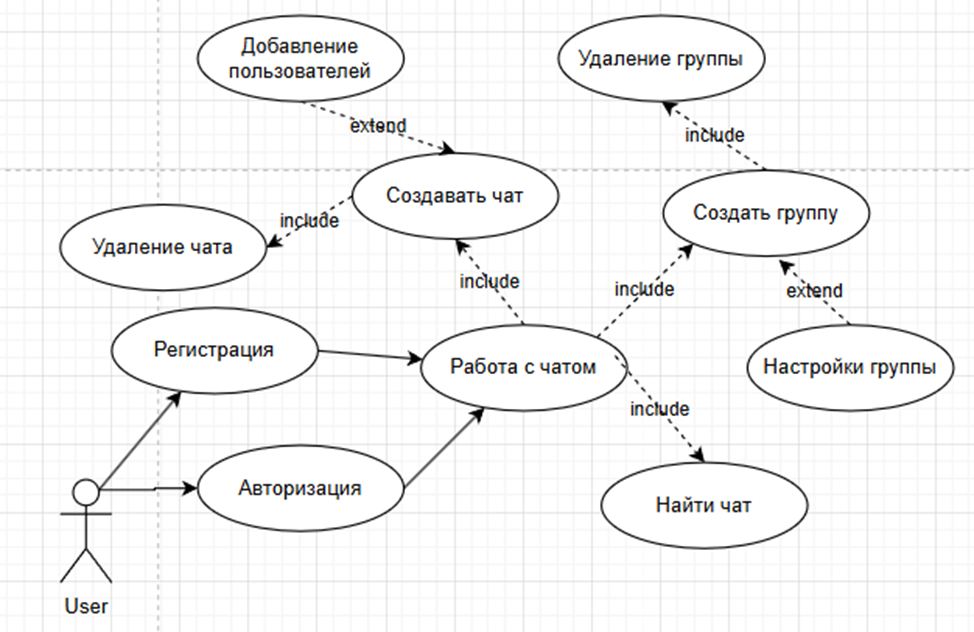 Добавление
пользователей
Удаление группы
extend
include
Создавать чат
Создать группу
include
Удаление чата
include
include
extend
Регистрация
Работа с чатом
Настройки группы
include
Авторизация
Найти чат
User